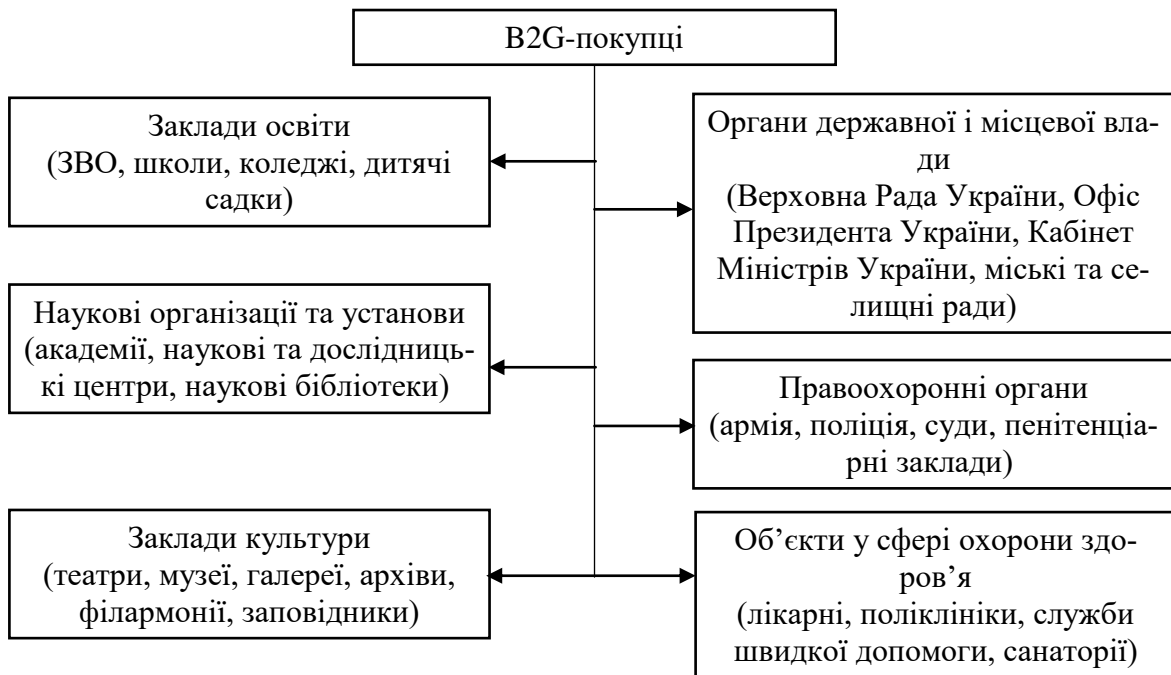 B2G-покупці
Заклади освіти
(ЗВО, школи, коледжі, дитячі
садки)
Органи державної і місцевої вла-
ди
(Верховна Рада України, Офіс
Президента України, Кабінет
Міністрів України, міські та се-
лищні ради)
Наукові організації та установи
(академії, наукові та дослідниць-
кі центри, наукові бібліотеки)
Правоохоронні органи
(армія, поліція, суди, пенітенціа-
рні заклади)
Заклади культури
(театри, музеї, галереї, архіви,
філармонії, заповідники)
Об’єкти у сфері охорони здо-
ров’я
(лікарні, поліклініки, служби
швидкої допомоги, санаторії)